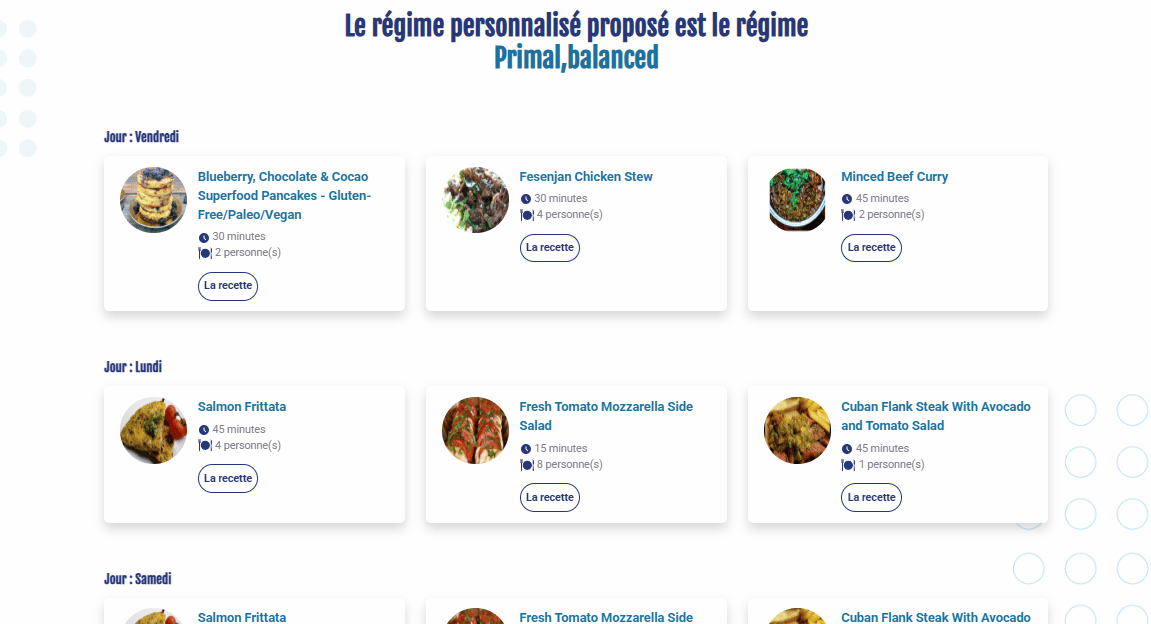 Le régime personnalisé proposé est le régime
Primal,balanced
Jour : Vendredi
Blueberry, Chocolate & Cocao
Superfood Pancakes - Gluten-
Free/Paleo/Vegan
30 minutes
2 personne(s)
La recette
Fesenjan Chicken Stew
30 minutes
4 personne(s)
La recette
Minced Beef Curry
45 minutes
2 personne(s)
La recette
Jour : Lundi
Salmon Frittata
45 minutes
4 personne(s)
La recette
Fresh Tomato Mozzarella Side
Salad
15 minutes
8 personne(s)
La recette
Cuban Flank Steak With Avocado
and Tomato Salad
45 minutes
1 personne(s)
La recette
Jour : Samedi
Salmon Frittata
Fresh Tomato Mozzarella Side
Cuban Flank Steak With Avocado